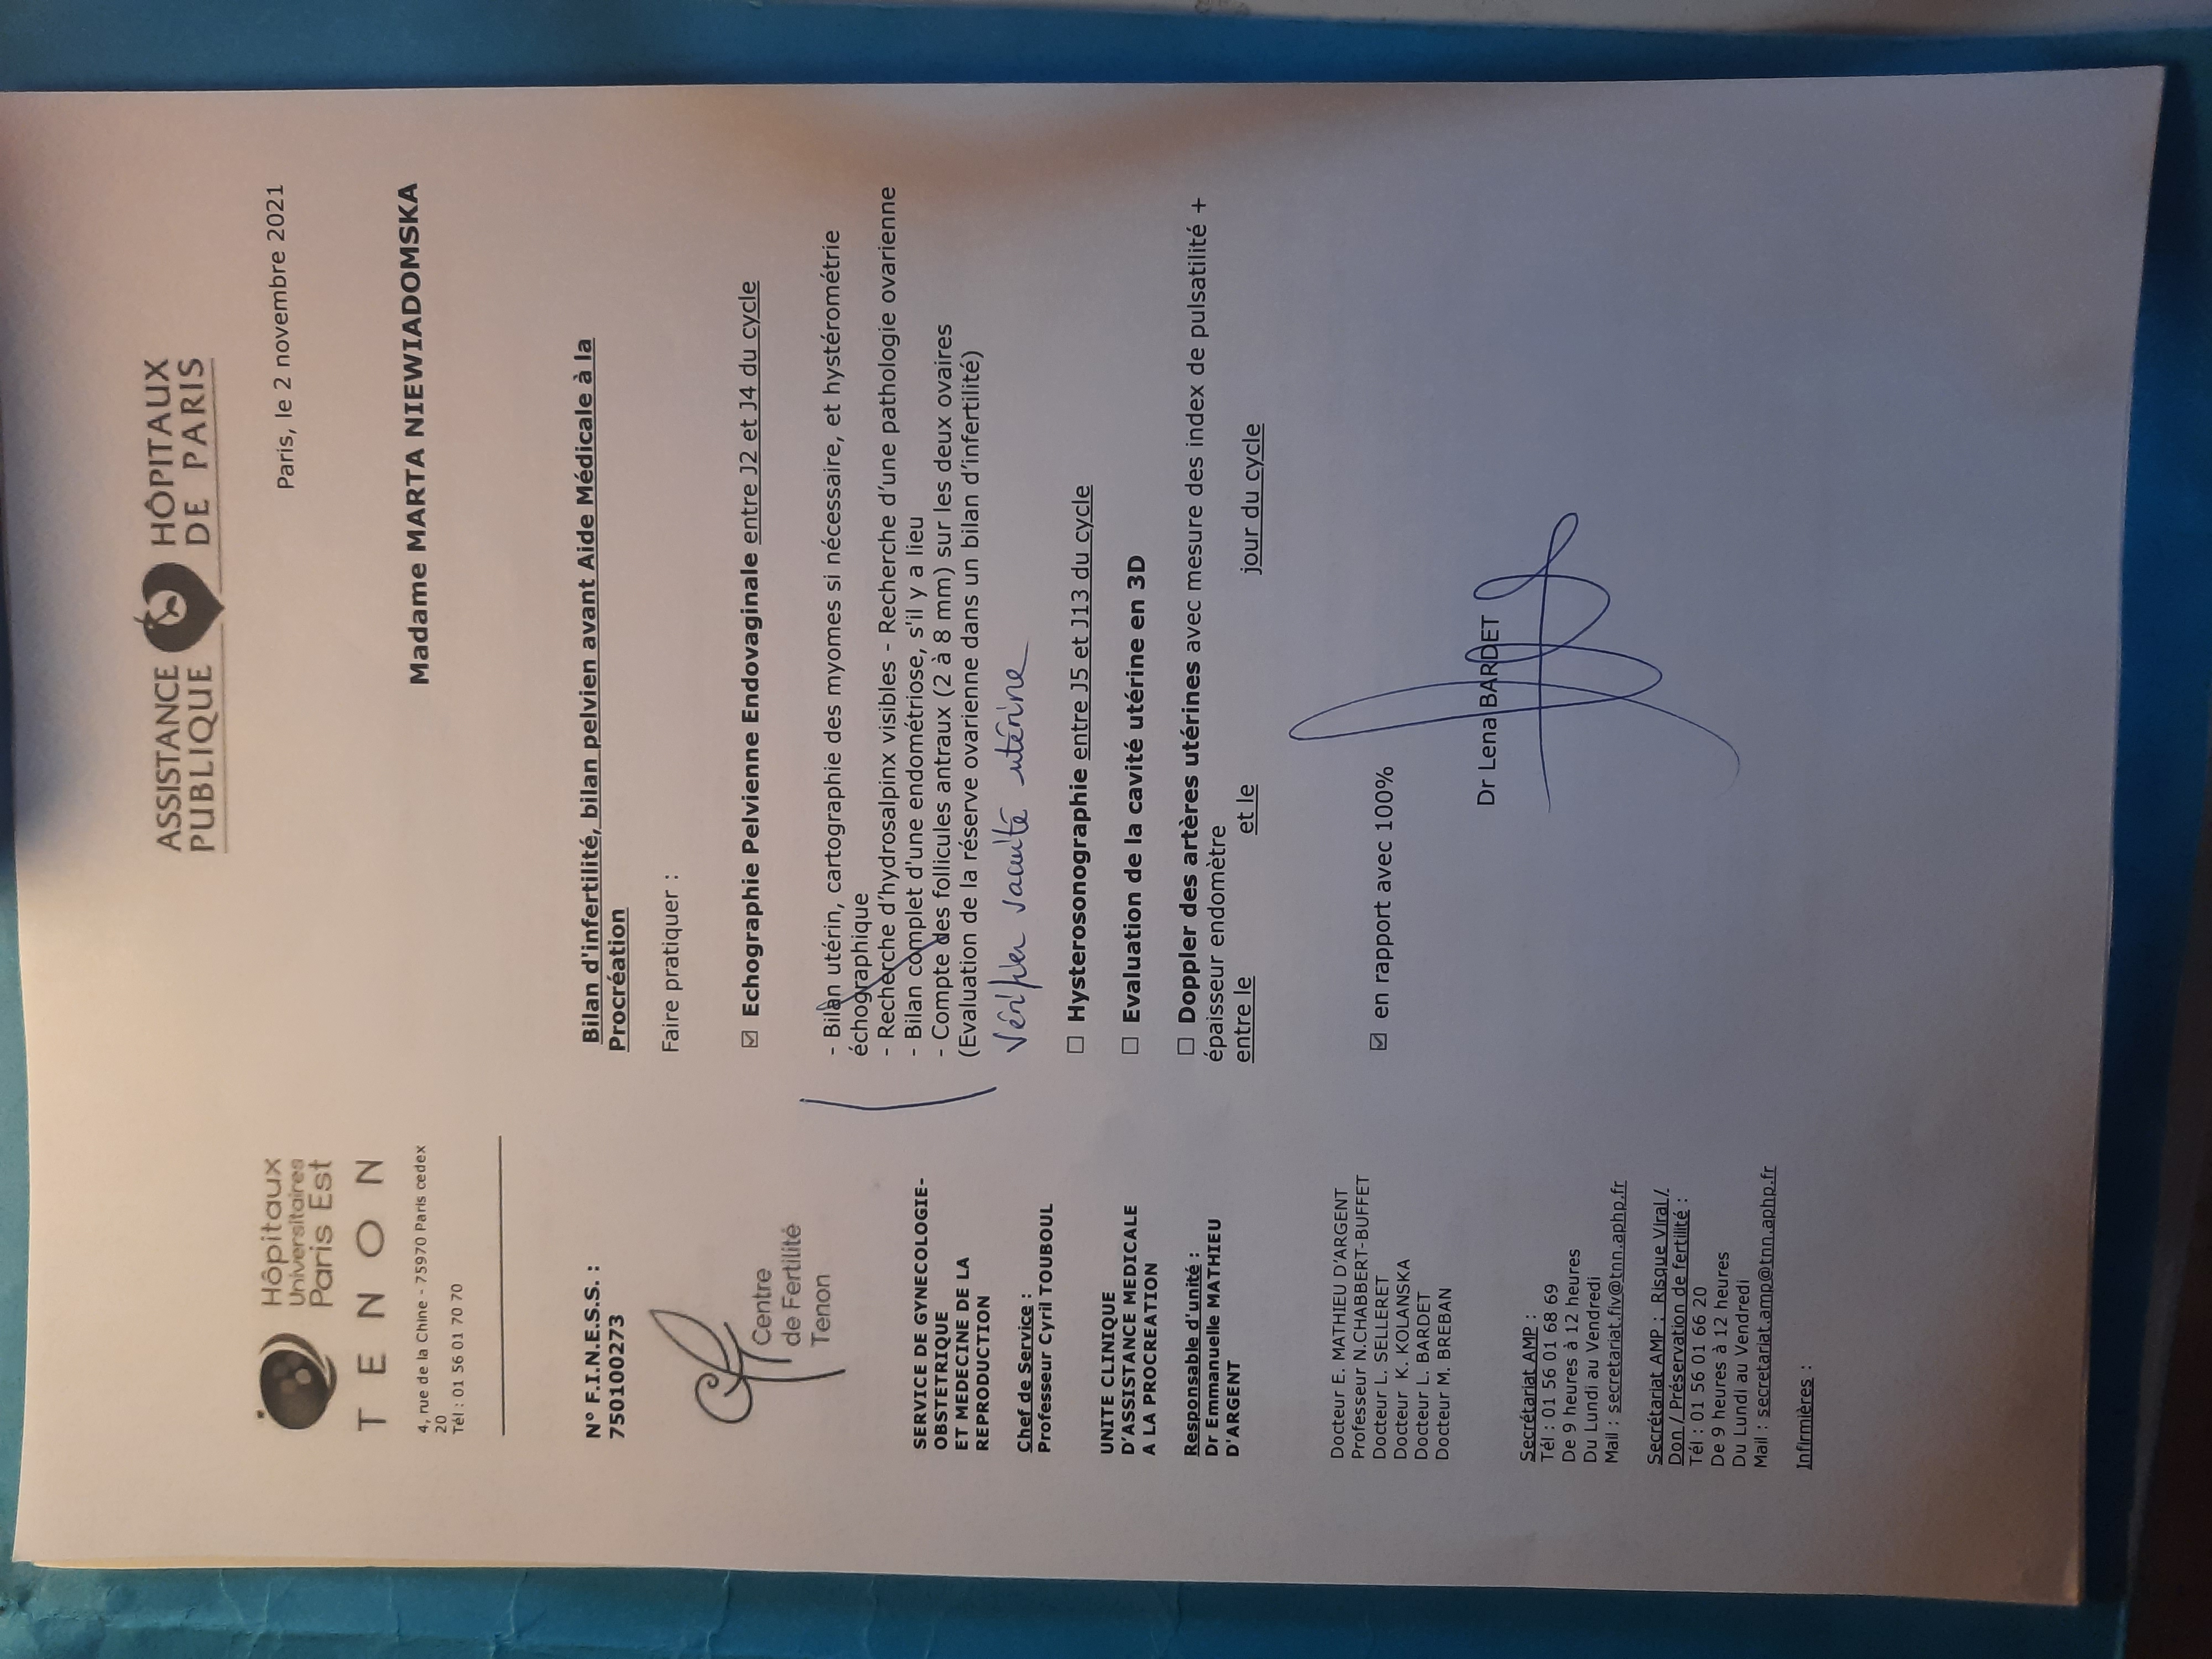 ASSISTANCE PUBLIQUE HÔPITAUX DE PARIS
Hôpitaux
Universitaires
Paris Est
TENON
4, rue de la Chine - 75970 Paris cedex
20
Tél : 01 56 01 70 70
Paris, le 2 novembre 2021
Madame MARTA NIEWIADOMSKA
N° F.I.N.E.S.S. :
750100273
Centre
de Fertilité
Tenon
SERVICE DE GYNECOLOGIE-
OBSTETRIQUE
ET MEDECINE DE LA
REPRODUCTION
Chef de Service :
Professeur Cyril TOUBOUL
UNITE CLINIQUE
D'ASSISTANCE MEDICALE
A LA PROCREATION
Responsable d'unité :
Dr Emmanuelle MATHIEU
D'ARGENT
Docteur E. MATHIEU D'ARGENT
Professeur N.CHABBERT-BUFFET
Docteur L. SELLERET
Docteur K. KOLANSKA
Docteur L. BARDET
Docteur M. BREBAN
Secrétariat AMP :
Tél : 01 56 01 68 69
De 9 heures à 12 heures
Du Lundi au Vendredi
Mail : secretariat.fiv@tnn.aphp.fr
Secrétariat AMP : Risque Viral /
Don / Préservation de fertilité :
Tél : 01 56 01 66 20
De 9 heures à 12 heures
Du Lundi au Vendredi
Mail : secretariat.amp@tnn.aphp.fr
Infirmières :
Bilan d'infertilité, bilan pelvien avant Aide Médicale à la
Procréation
Faire pratiquer :
☑ Echographie Pelvienne Endovaginale entre J2 et J4 du cycle
- Bilan utérin, cartographie des myomes si nécessaire, et hystérométrie
échographique
- Recherche d'hydrosalpinx visibles - Recherche d'une pathologie ovarienne
- Bilan complet d'une endométriose, s'il y a lieu
- Compte des follicules antraux (2 à 8 mm) sur les deux ovaires
(Evaluation de la réserve ovarienne dans un bilan d'infertilité)
Vérifier vacuité utérine
☐ Hysterosonographie entre J5 et J13 du cycle
☐ Evaluation de la cavité utérine en 3D
☐ Doppler des artères utérines avec mesure des index de pulsatilité +
épaisseur endomètre
entre le et le jour du cycle
☑ en rapport avec 100%
Dr Lena BARDET